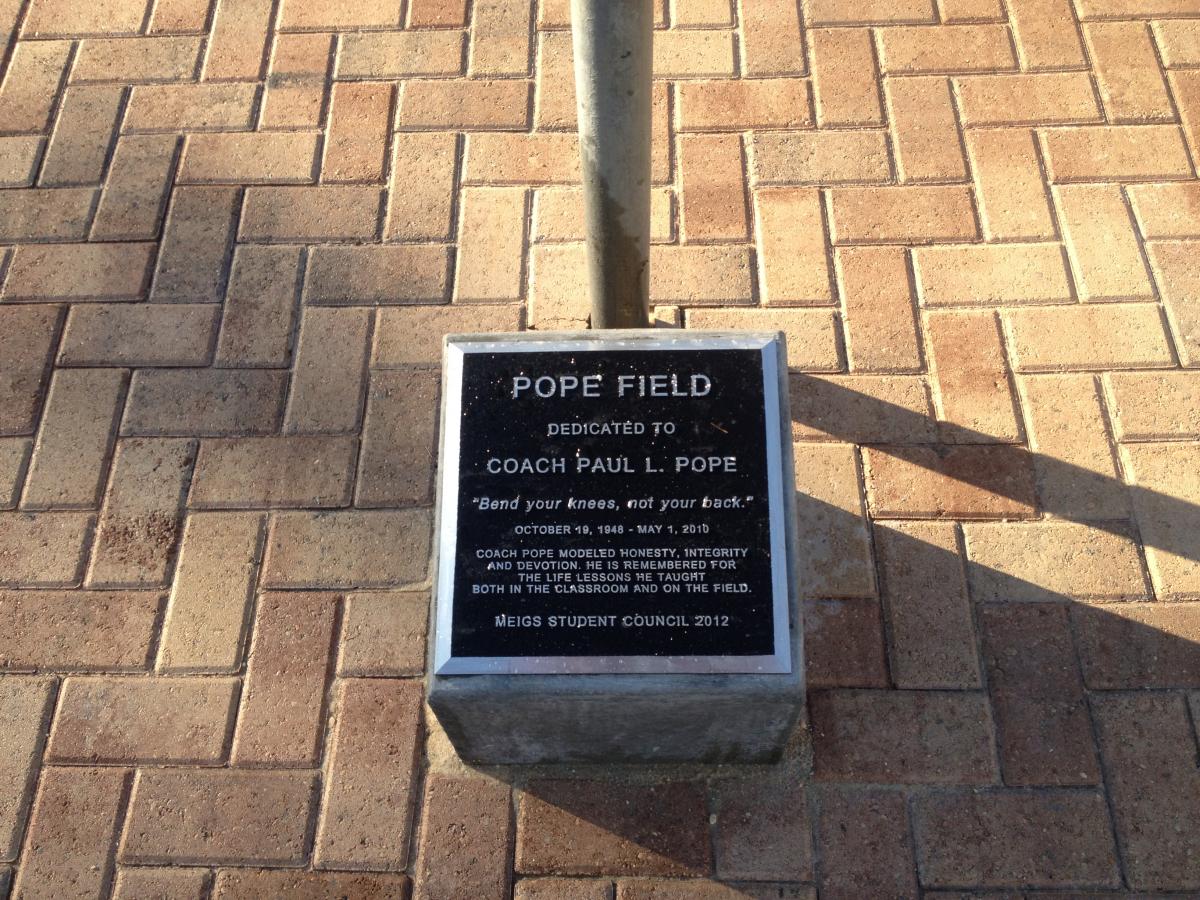 POPE FIELD
DEDICATED TO
COACH PAUL L. POPE
"Bend your knees, not your back."
OCTOBER 19, 1948 - MAY 1, 2010
COACH POPE MODELED HONESTY, INTEGRITY
AND DEVOTION. HE IS REMEMBERED FOR
THE LIFE LESSONS HE TAUGHT
BOTH IN THE CLASSROOM AND ON THE FIELD.
MEIGS STUDENT COUNCIL 2012